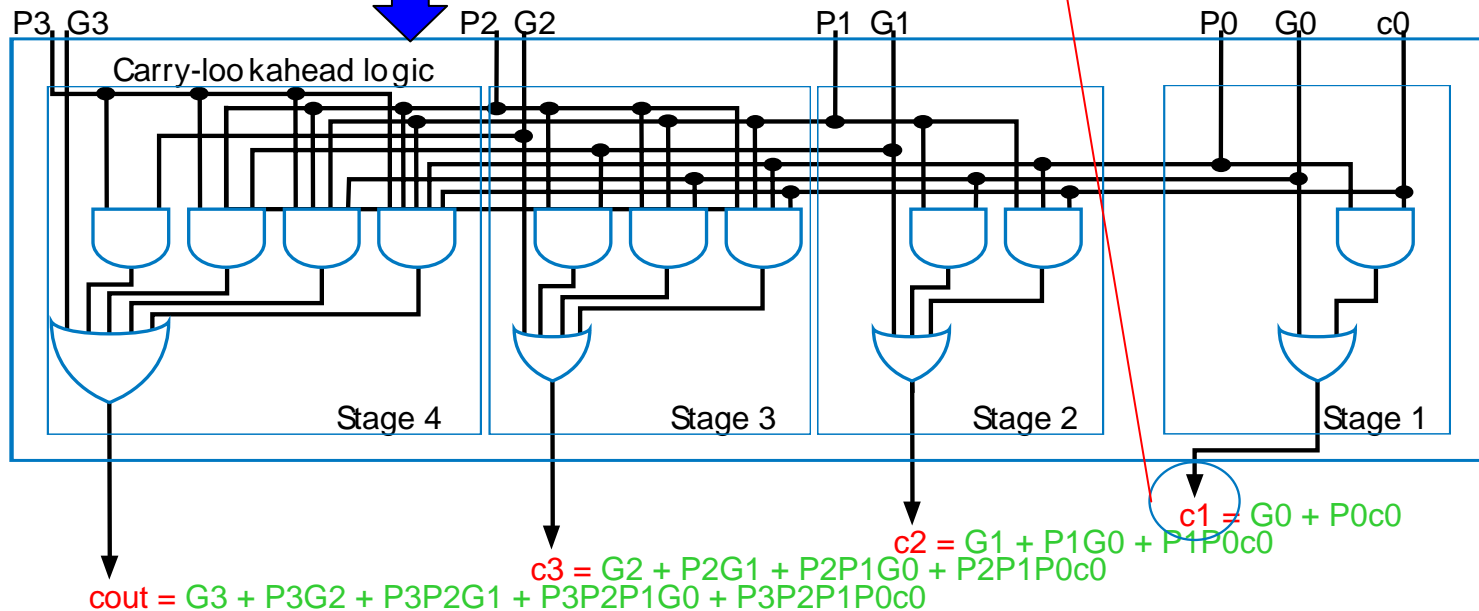 P3 G3 P2 G2 P1 G1 P0 G0 c0
Carry-lookahead logic
Stage 4 Stage 3 Stage 2 Stage 1
c1 = G0 + P0c0
c2 = G1 + P1G0 + P1P0c0
c3 = G2 + P2G1 + P2P1G0 + P2P1P0c0
cout = G3 + P3G2 + P3P2G1 + P3P2P1G0 + P3P2P1P0c0